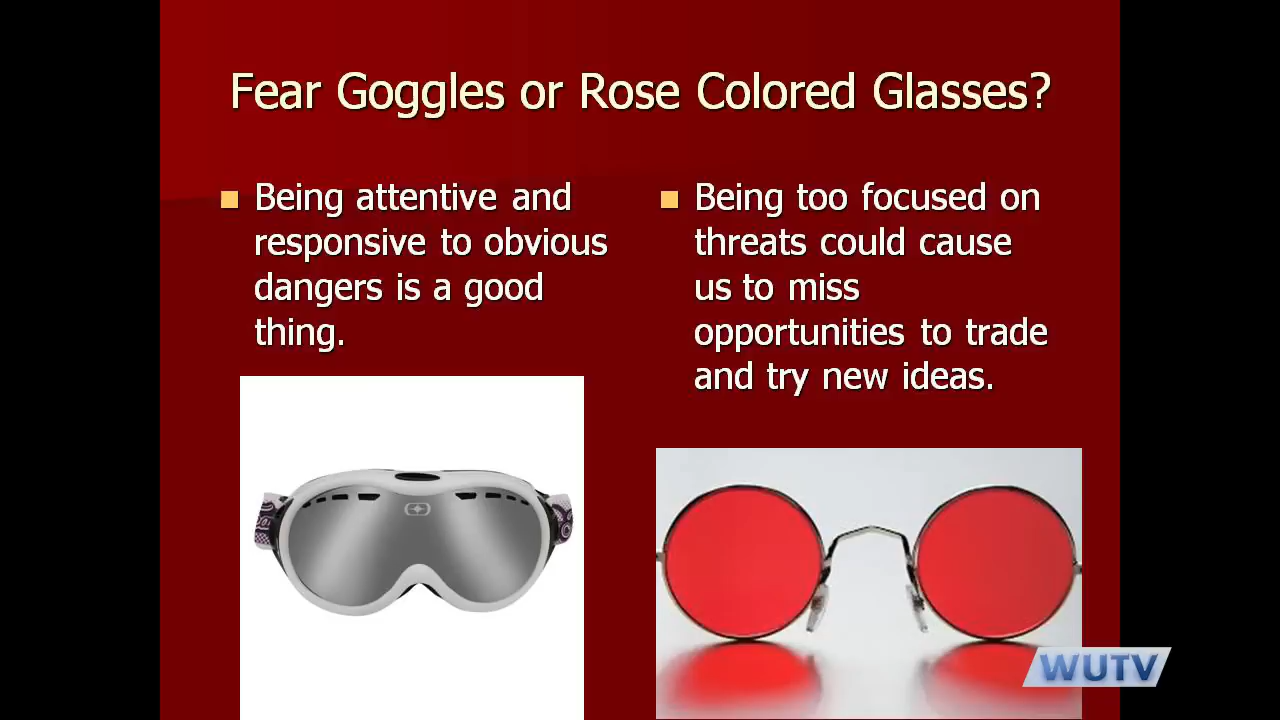 Fear Goggles or Rose Colored Glasses?
Being attentive and
responsive to obvious
dangers is a good
thing.
Being too focused on
threats could cause
us to miss
opportunities to trade
and try new ideas.
WUTV